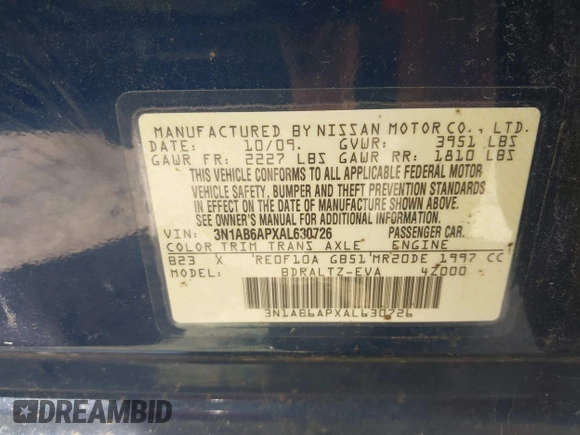 MANUFACTURED BY NISSAN MOTOR CO., LTD.
DATE: 10/09. GVWR: 3951 LBS
GAWR FR: 2227 LBS GAWR RR: 1810 LBS
THIS VEHICLE CONFORMS TO ALL APPLICABLE FEDERAL MOTOR
VEHICLE SAFETY, BUMPER AND THEFT PREVENTION STANDARDS
IN EFFECT ON THE DATE OF MANUFACTURE SHOWN ABOVE.
SEE OWNER'S MANUAL FOR ADDITIONAL INFORMATION.
VIN: 3N1AB6APXAL630726 PASSENGER CAR.
COLOR TRIM TRANS AXLE ENGINE
B23 X RE0F10A GB51 MR20DE 1997 CC
MODEL: BDRALTZ-EVA 4Z000
3N1AB6APXAL630726
DREAMBID